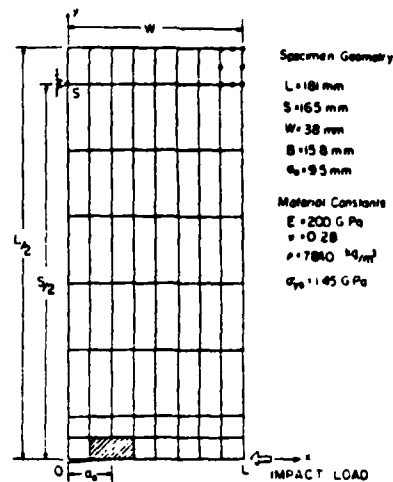 y
W
S
L/2
S/2
O
a₀
L
x
IMPACT LOAD
Specimen Geometry
L = 181 mm
S = 165 mm
W = 38 mm
B = 15.8 mm
a₀ = 9.5 mm
Material Constants
E = 200 G Pa
ν = 0.28
ρ = 7840 kg/m³
σy₀ = 1.45 G Pa